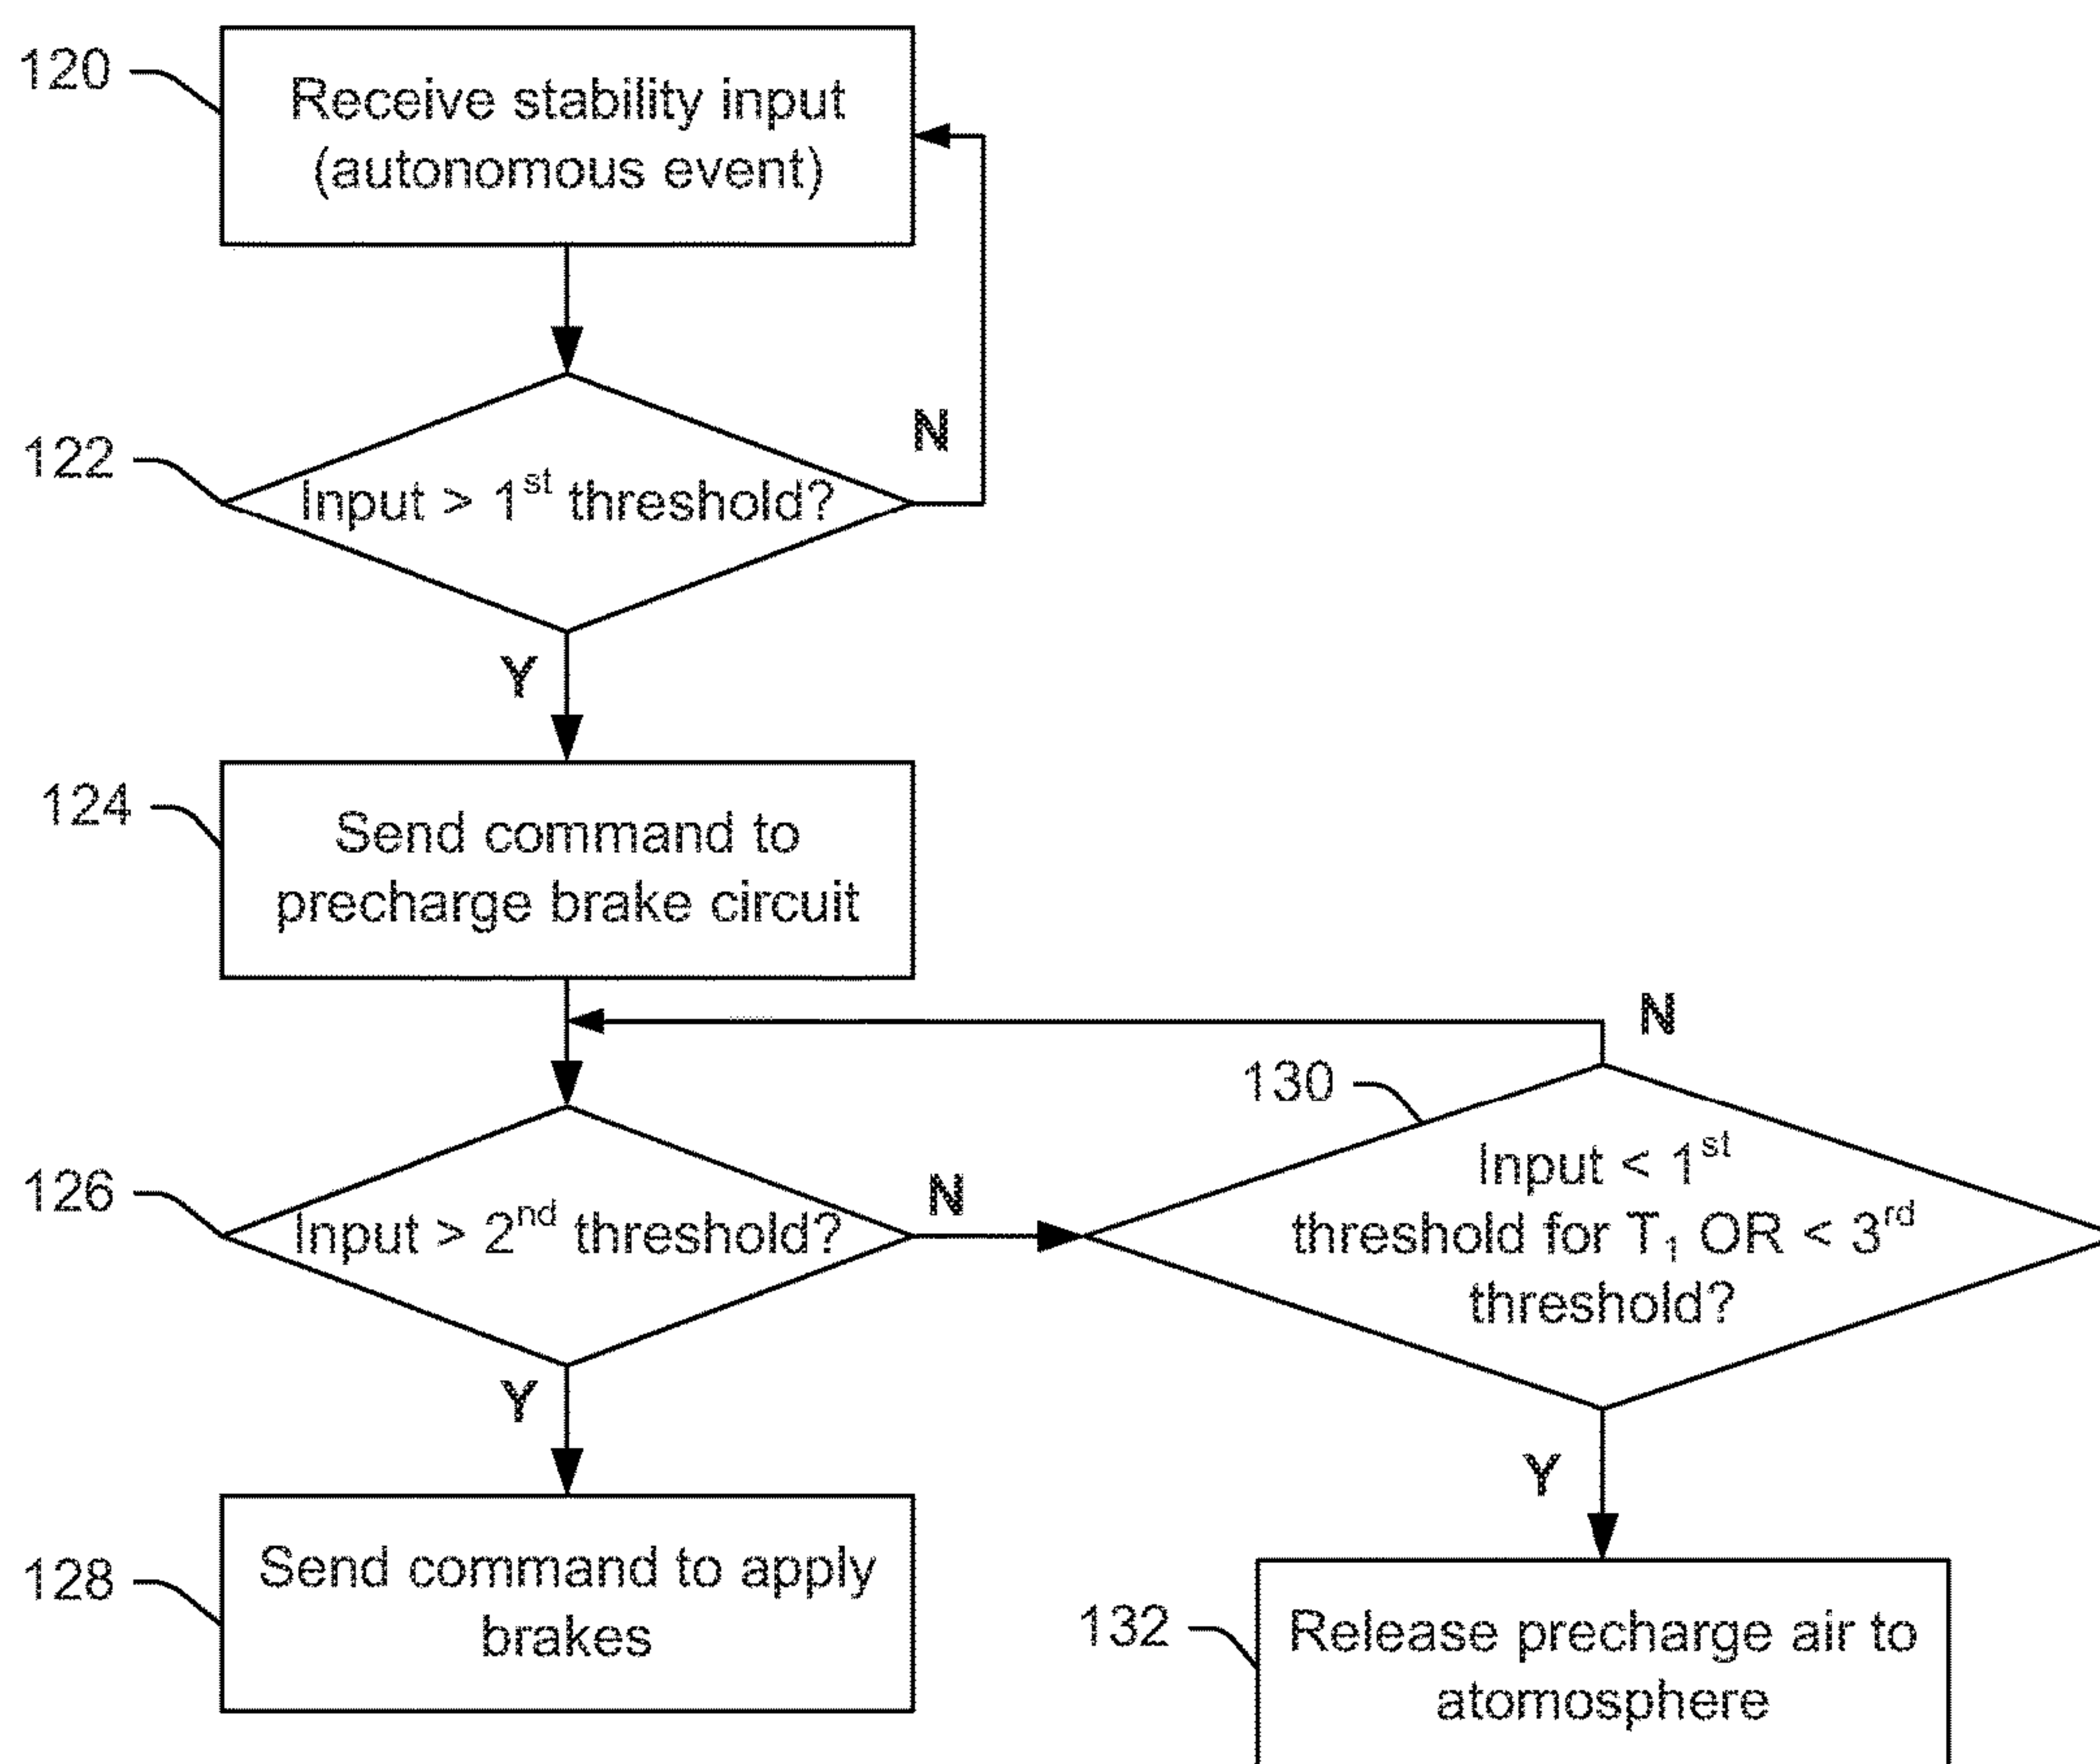 120
Receive stability input
(autonomous event)
N
122
Input > 1st threshold?
Y
124
Send command to
precharge brake circuit
N
130
126
Input > 2nd threshold?
N
Input < 1st
threshold for T1 OR < 3rd
threshold?
Y
Y
128
Send command to apply
brakes
132
Release precharge air to
atomosphere